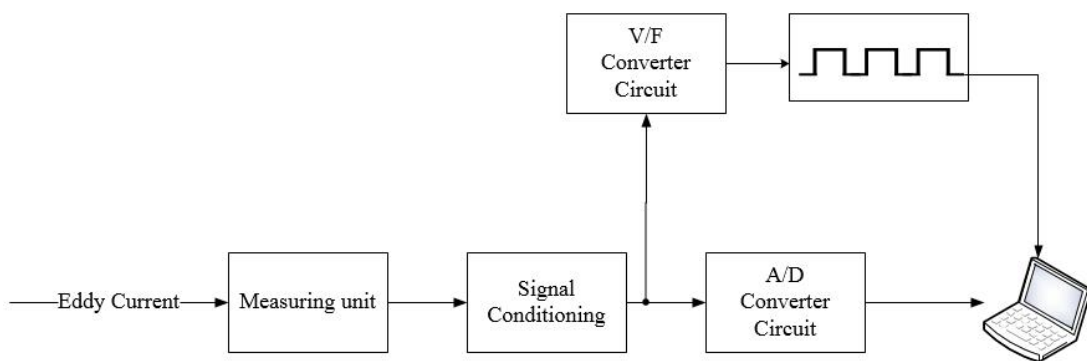 V/F
Converter
Circuit
Eddy Current
Measuring unit
Signal
Conditioning
A/D
Converter
Circuit